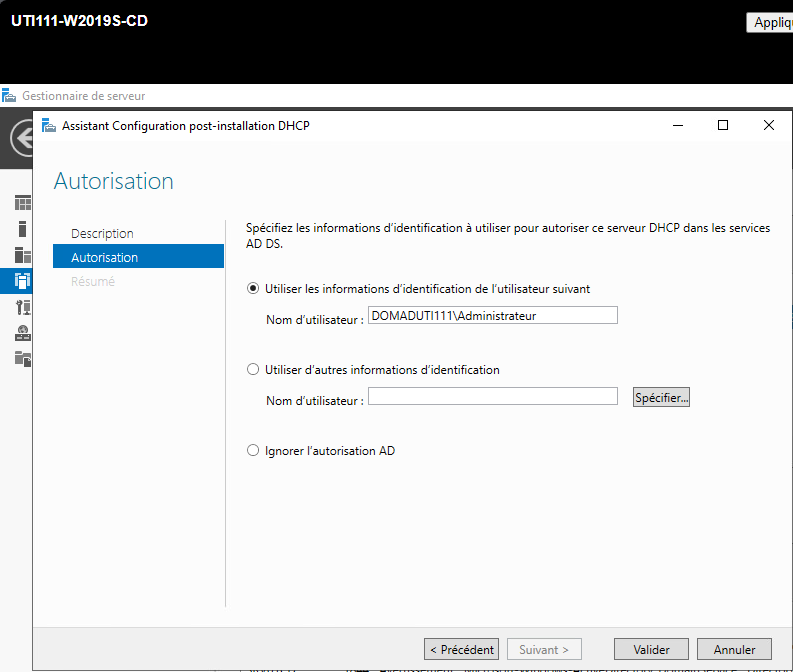 UTI111-W2019S-CD
Appliqu
Gestionnaire de serveur
Assistant Configuration post-installation DHCP
Autorisation
Description
Autorisation
Résumé
Spécifiez les informations d'identification à utiliser pour autoriser ce serveur DHCP dans les services
AD DS.
Utiliser les informations d'identification de l'utilisateur suivant
Nom d'utilisateur : DOMADUTI111\Administrateur
Utiliser d'autres informations d'identification
Nom d'utilisateur :
Spécifier...
Ignorer l'autorisation AD
< Précédent
Suivant >
Valider
Annuler